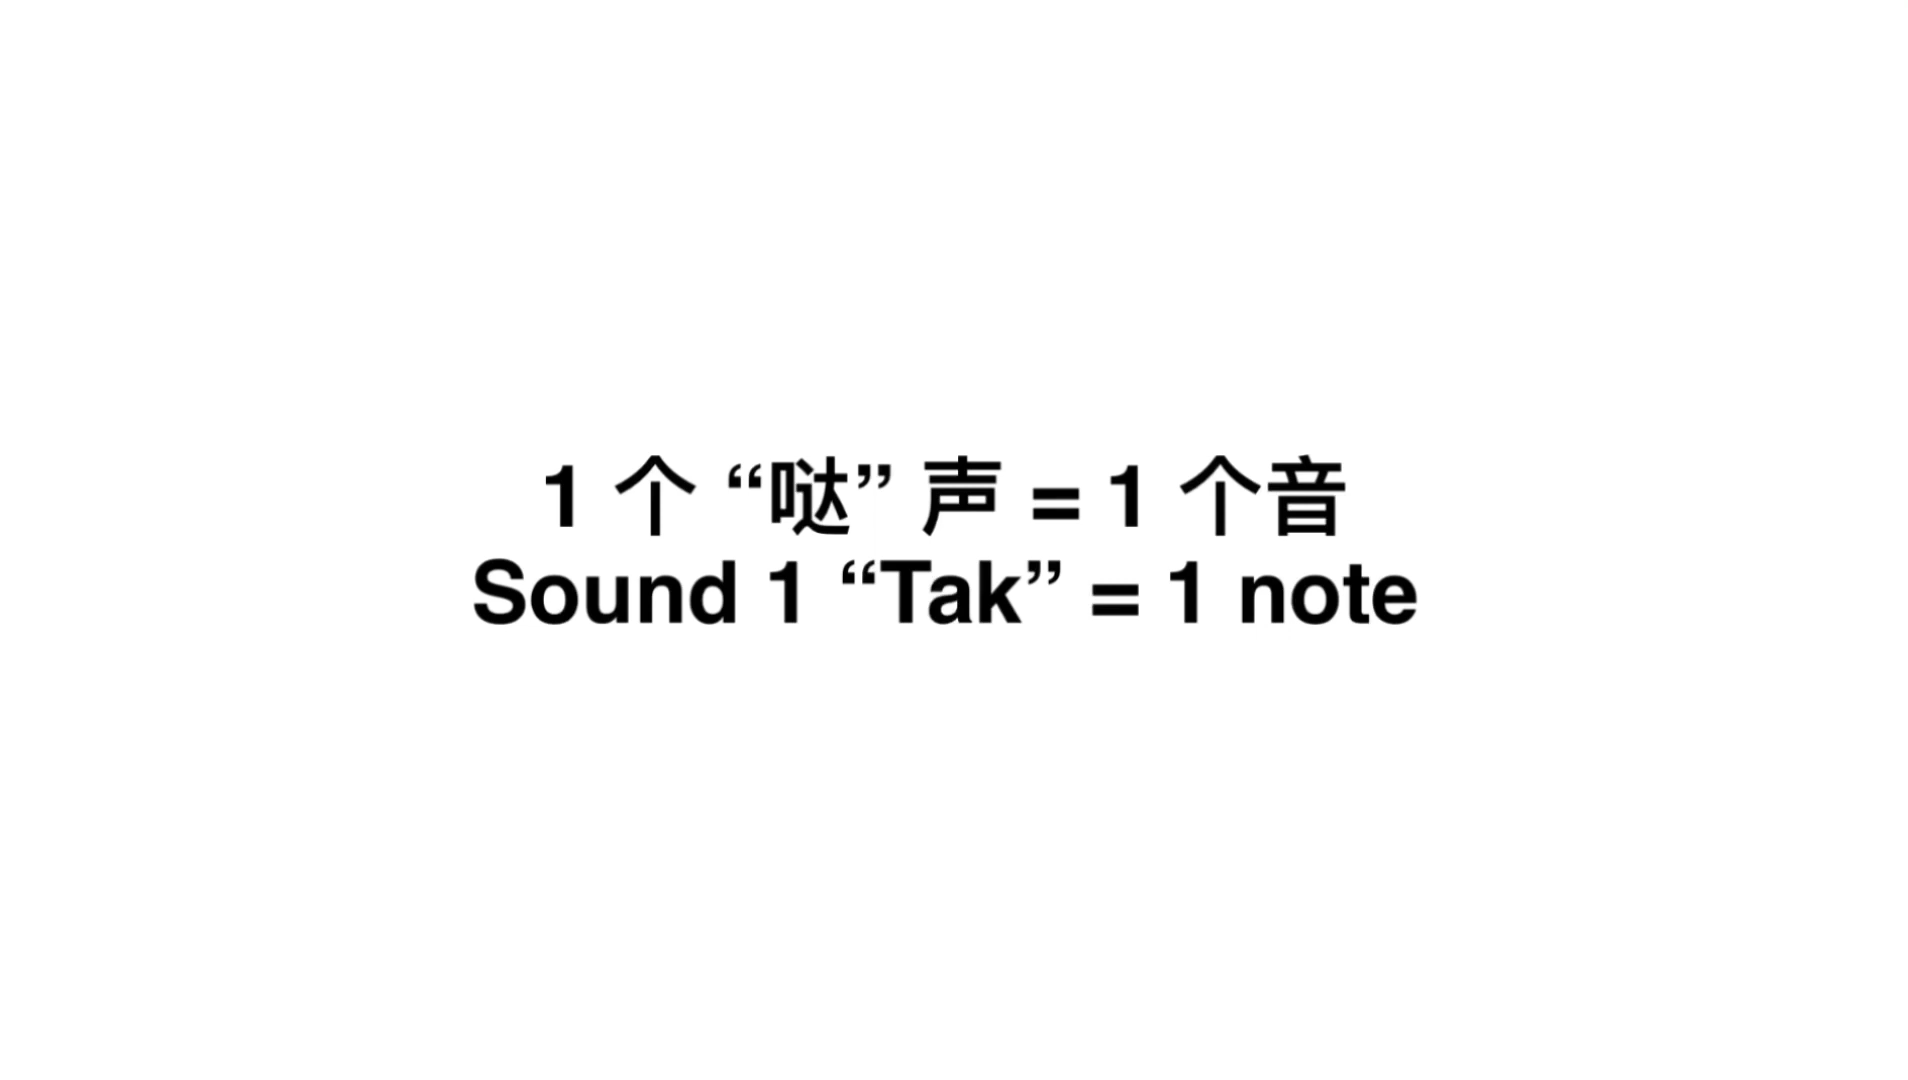 1 个 “哒” 声 = 1 个音
Sound 1 “Tak” = 1 note